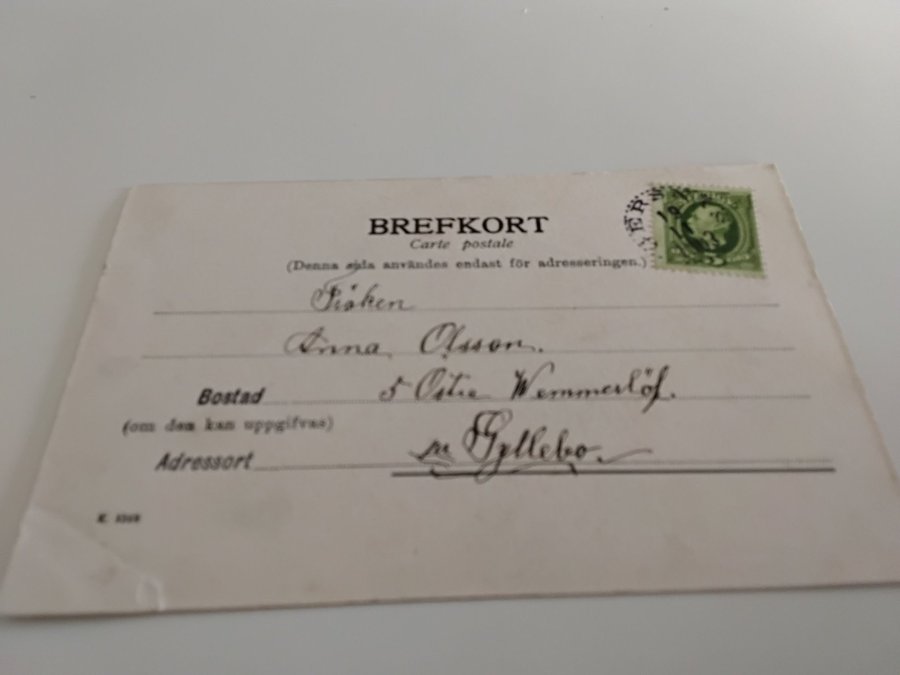 BREFKORT
Carte postale
(Denna sida användes endast för adresseringen.)
Fröken
Anna Olsson.
Bostad 5 Östra Wemmerlöf.
(om den kan uppgifvas)
Adressort pr Gyllebo.